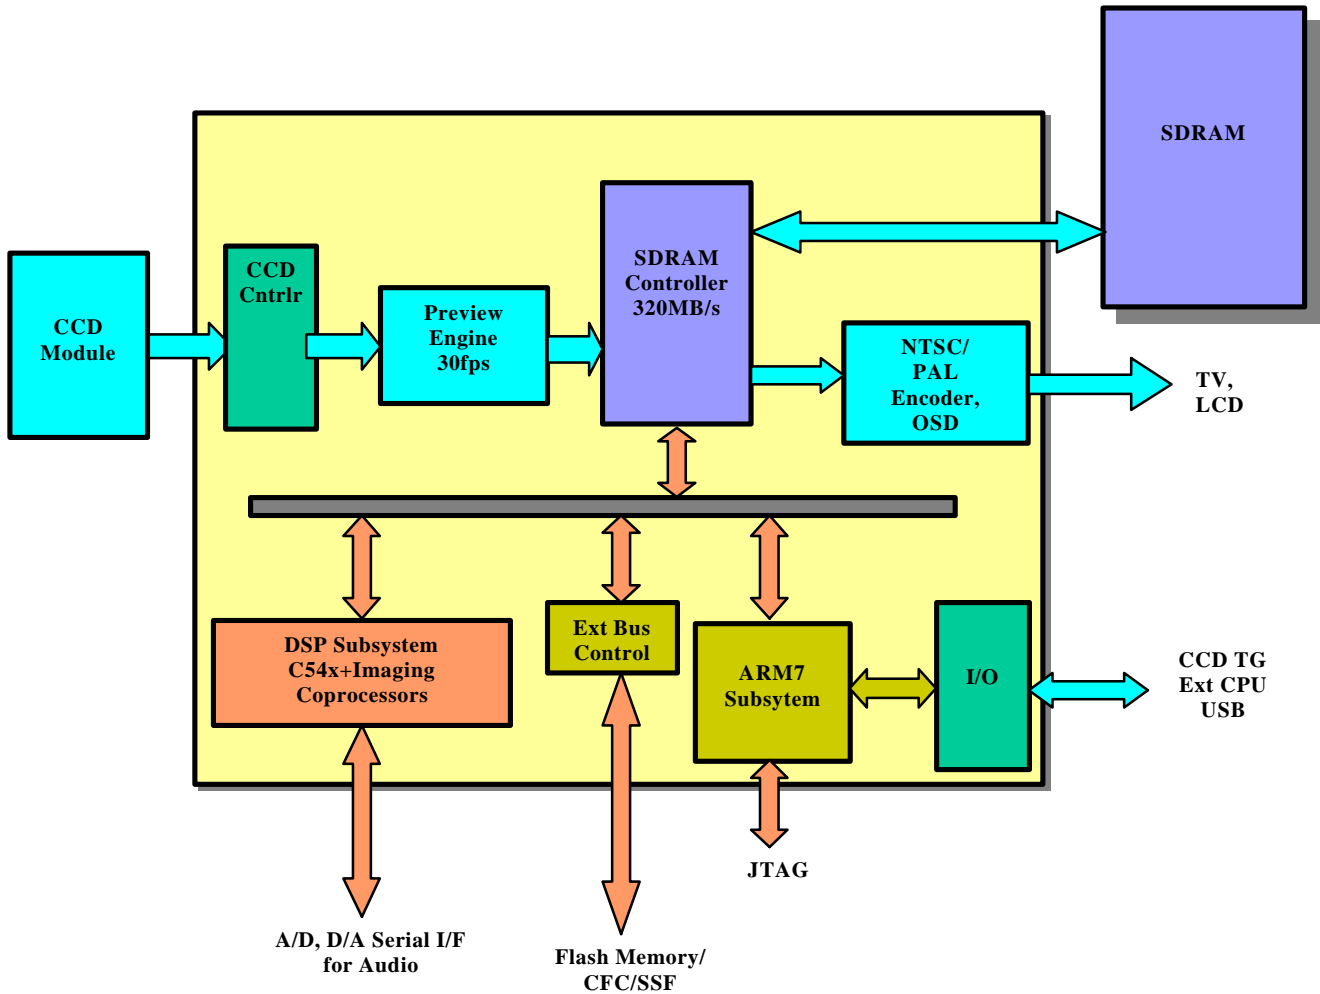 SDRAM
SDRAM
Controller
320MB/s
CCD
Cntrlr
CCD
Module
Preview
Engine
30fps
NTSC/
PAL
Encoder,
OSD
TV,
LCD
DSP Subsystem
C54x+Imaging
Coprocessors
Ext Bus
Control
ARM7
Subsytem
I/O
CCD TG
Ext CPU
USB
JTAG
A/D, D/A Serial I/F
for Audio
Flash Memory/
CFC/SSF